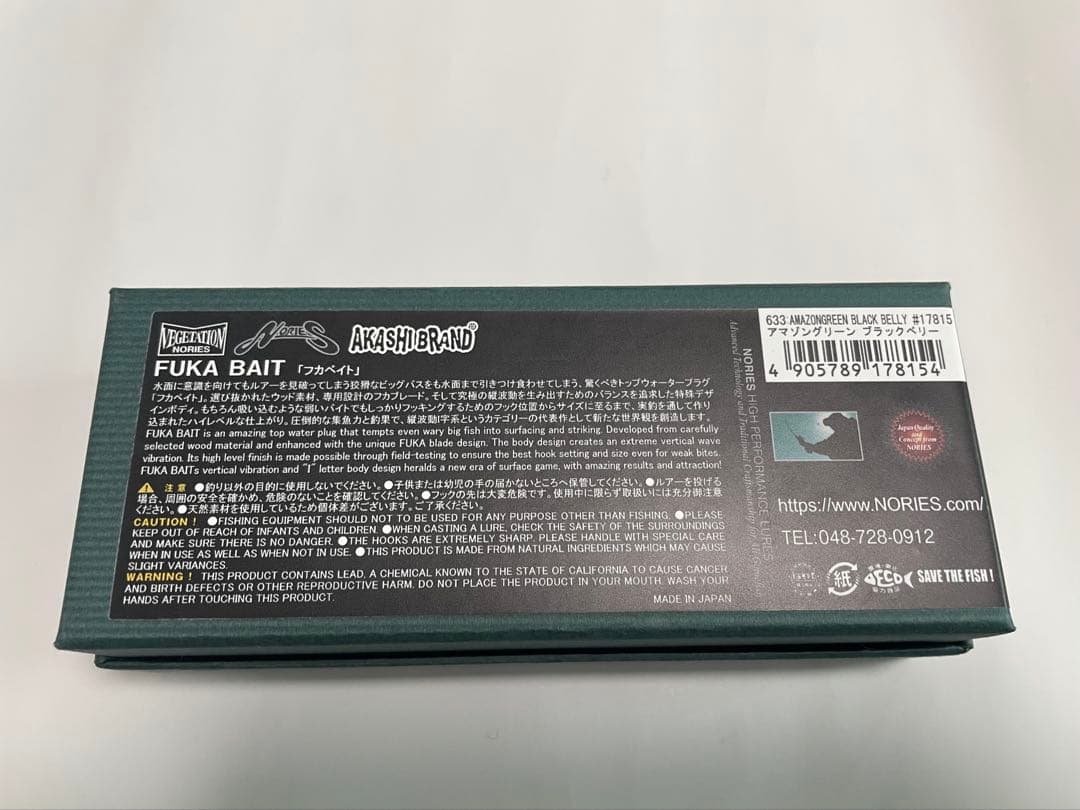 VEGETATION
NORIES
NORIES
AKASHI BRAND®
FUKA BAIT 「フカベイト」
水面に意識を向けてもルアーを見破ってしまう狡猾なビッグバスをも水面まで引きつけ食わせてしまう、驚くべきトップウォータープラグ
「フカベイト」。選び抜かれたウッド素材、専用設計のフカブレード。そして究極の縦波動を生み出すためのバランスを追求した特殊デザ
インボディ。もちろん吸い込むような弱いバイトでもしっかりフッキングするためのフック位置からサイズに至るまで、実釣を通して作り
込まれたハイレベルな仕上がり。圧倒的な集魚力と釣果で、縦波動I字系というカテゴリーの代表作として新たな世界観を創造します。
FUKA BAIT is an amazing top water plug that tempts even wary big fish into surfacing and striking. Developed from carefully
selected wood material and enhanced with the unique FUKA blade design. The body design creates an extreme vertical wave
vibration. Its high level finish is made possible through field-testing to ensure the best hook setting and size even for weak bites.
FUKA BAITs vertical vibration and "I" letter body design heralds a new era of surface game, with amazing results and attraction!
注意 ●釣り以外の目的に使用しないでください。●子供または幼児の手の届かないところへ保管してください。●ルアーを投げる
場合、周囲の安全を確かめ、危険のないことを確認してください。●フックの先は大変危険です。使用中に限らず取扱いには充分御注意
ください。●天然素材を使用しているため個体差がございます。ご了承ください。
CAUTION! ●FISHING EQUIPMENT SHOULD NOT TO BE USED FOR ANY PURPOSE OTHER THAN FISHING. ●PLEASE
KEEP OUT OF REACH OF INFANTS AND CHILDREN. ●WHEN CASTING A LURE, CHECK THE SAFETY OF THE SURROUNDINGS
AND MAKE SURE THERE IS NO DANGER. ●THE HOOKS ARE EXTREMELY SHARP. PLEASE HANDLE WITH SPECIAL CARE
WHEN IN USE AS WELL AS WHEN NOT IN USE. ●THIS PRODUCT IS MADE FROM NATURAL INGREDIENTS WHICH MAY CAUSE
SLIGHT VARIANCES.
WARNING! THIS PRODUCT CONTAINS LEAD, A CHEMICAL KNOWN TO THE STATE OF CALIFORNIA TO CAUSE CANCER
AND BIRTH DEFECTS OR OTHER REPRODUCTIVE HARM. DO NOT PLACE THE PRODUCT IN YOUR MOUTH. WASH YOUR
HANDS AFTER TOUCHING THIS PRODUCT.
MADE IN JAPAN
NORIES HIGH PERFORMANCE LURES
Advanced Technology and Traditional Craftsmanship
633:AMAZONGREEN BLACK BELLY #17815
アマゾングリーン ブラックベリー
4 905789 178154
Japan Quality
and
Concept from
NORIES
https://www.NORIES.com/
TEL:048-728-0912
紙
ECO
SAVE THE FISH!